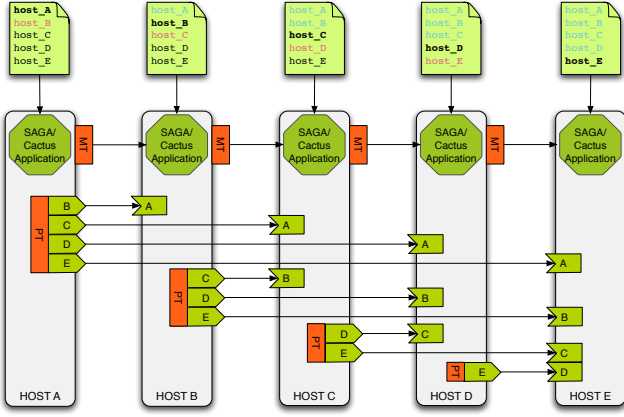 host_A
host_B
host_C
host_D
host_E
host_A
host_B
host_C
host_D
host_E
host_A
host_B
host_C
host_D
host_E
host_A
host_B
host_C
host_D
host_E
host_A
host_B
host_C
host_D
host_E
SAGA/
Cactus
Application
MT
SAGA/
Cactus
Application
MT
SAGA/
Cactus
Application
MT
SAGA/
Cactus
Application
MT
SAGA/
Cactus
Application
PT
B
C
D
E
A
A
A
A
PT
C
D
E
B
B
B
PT
D
E
C
C
PT
E
D
HOST A
HOST B
HOST C
HOST D
HOST E